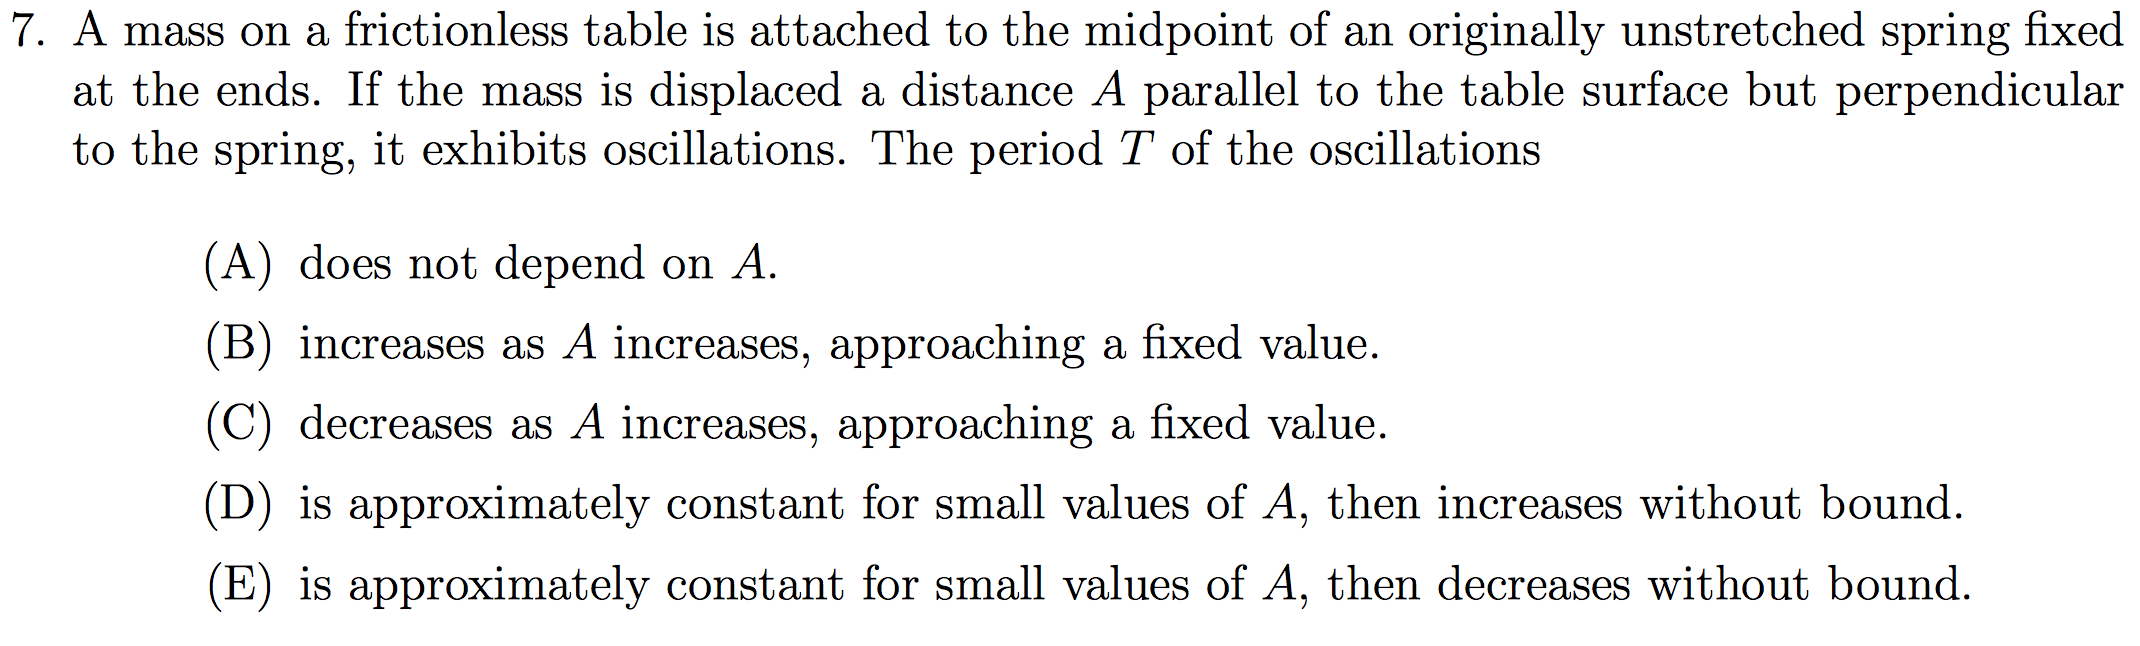 7. A mass on a frictionless table is attached to the midpoint of an originally unstretched spring fixed
at the ends. If the mass is displaced a distance A parallel to the table surface but perpendicular
to the spring, it exhibits oscillations. The period T of the oscillations
(A) does not depend on A.
(B) increases as A increases, approaching a fixed value.
(C) decreases as A increases, approaching a fixed value.
(D) is approximately constant for small values of A, then increases without bound.
(E) is approximately constant for small values of A, then decreases without bound.